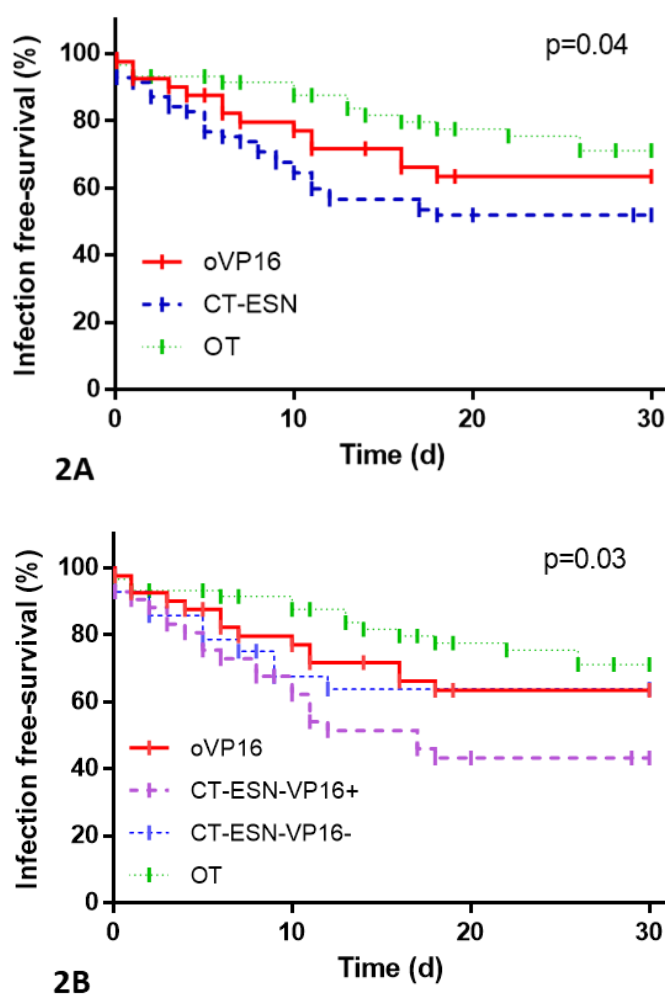 p=0.04
Infection free-survival (%)
100
80
60
40
20
0
oVP16
CT-ESN
OT
0 10 20 30
Time (d)
2A
p=0.03
Infection free-survival (%)
100
80
60
40
20
0
oVP16
CT-ESN-VP16+
CT-ESN-VP16-
OT
0 10 20 30
Time (d)
2B